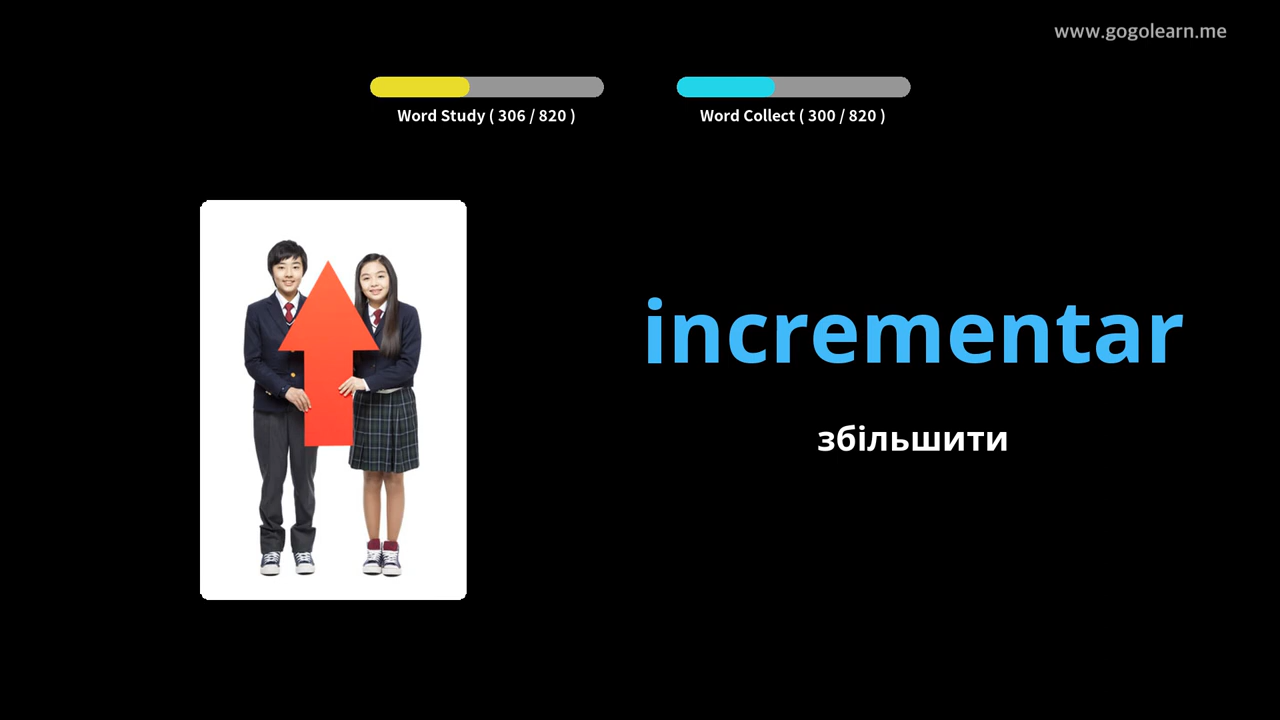 www.gogolearn.me
Word Study ( 306 / 820 )
Word Collect ( 300 / 820 )
incrementar
збільшити